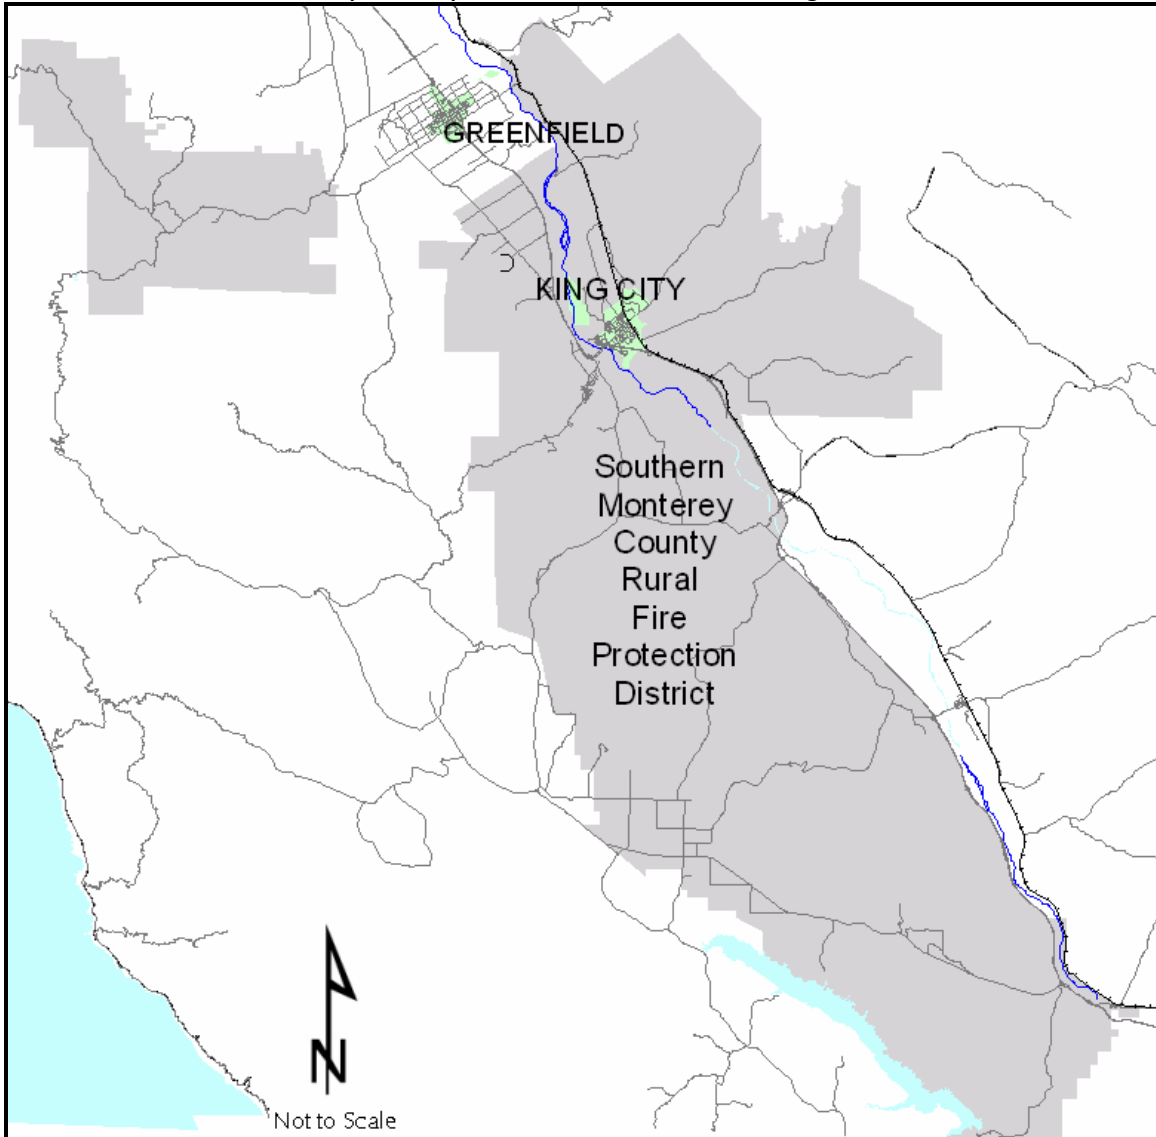 GREENFIELD
KING CITY
Southern
Monterey
County
Rural
Fire
Protection
District
N
Not to Scale